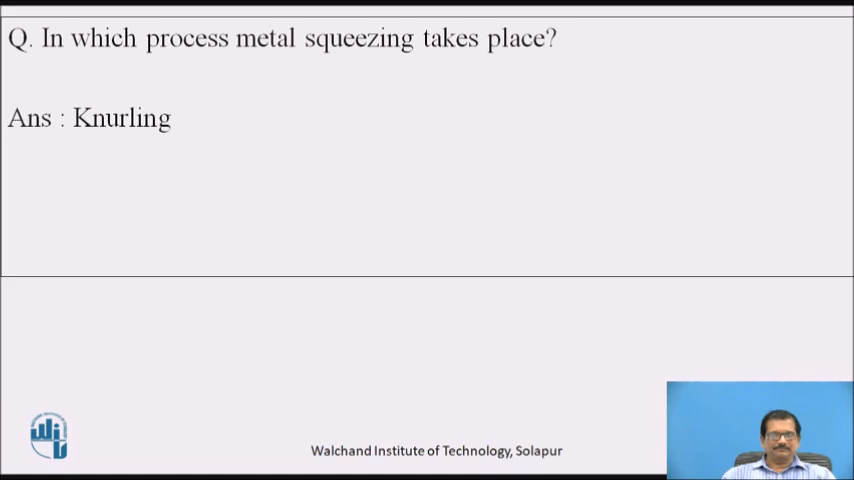 Q. In which process metal squeezing takes place?
Ans : Knurling
Walchand Institute of Technology, Solapur